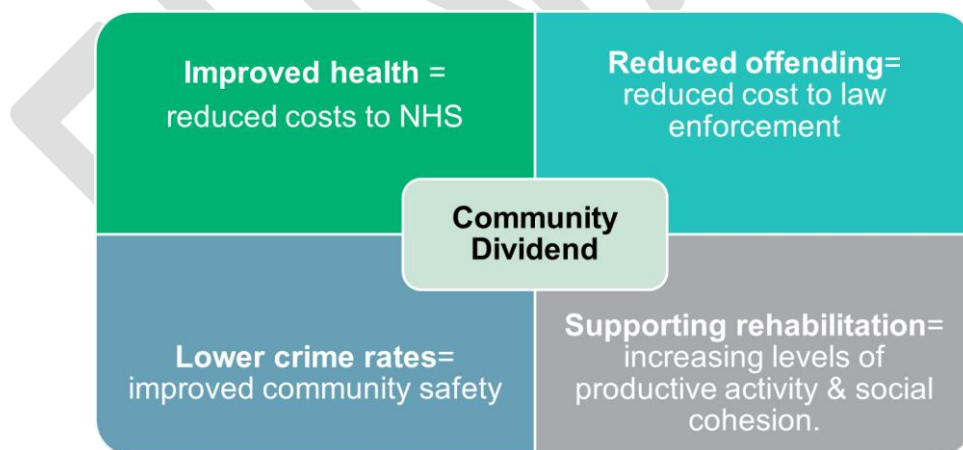 Improved health =
reduced costs to NHS
Reduced offending=
reduced cost to law
enforcement
Community
Dividend
Lower crime rates=
improved community safety
Supporting rehabilitation=
increasing levels of
productive activity & social
cohesion.